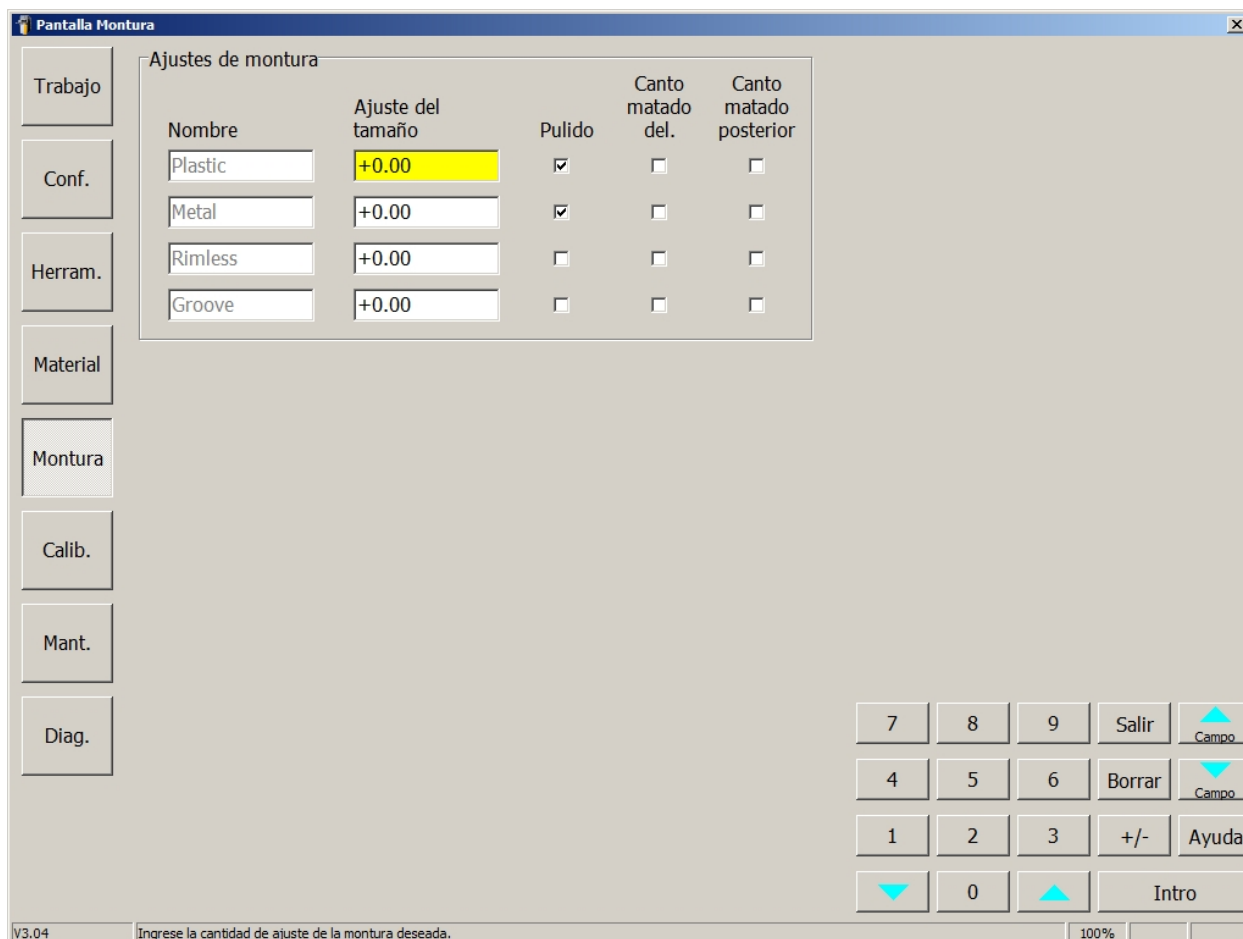 Pantalla Montura
Trabajo
Conf.
Herram.
Material
Montura
Calib.
Mant.
Diag.
Ajustes de montura
Nombre
Ajuste del
tamaño
Pulido
Canto
matado
del.
Canto
matado
posterior
Plastic
+0.00
Metal
+0.00
Rimless
+0.00
Groove
+0.00
7 8 9 Salir Campo
4 5 6 Borrar Campo
1 2 3 +/- Ayuda
0 Intro
V3.04 Ingrese la cantidad de ajuste de la montura deseada. 100%